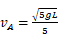 v_A = √(5gL)/5